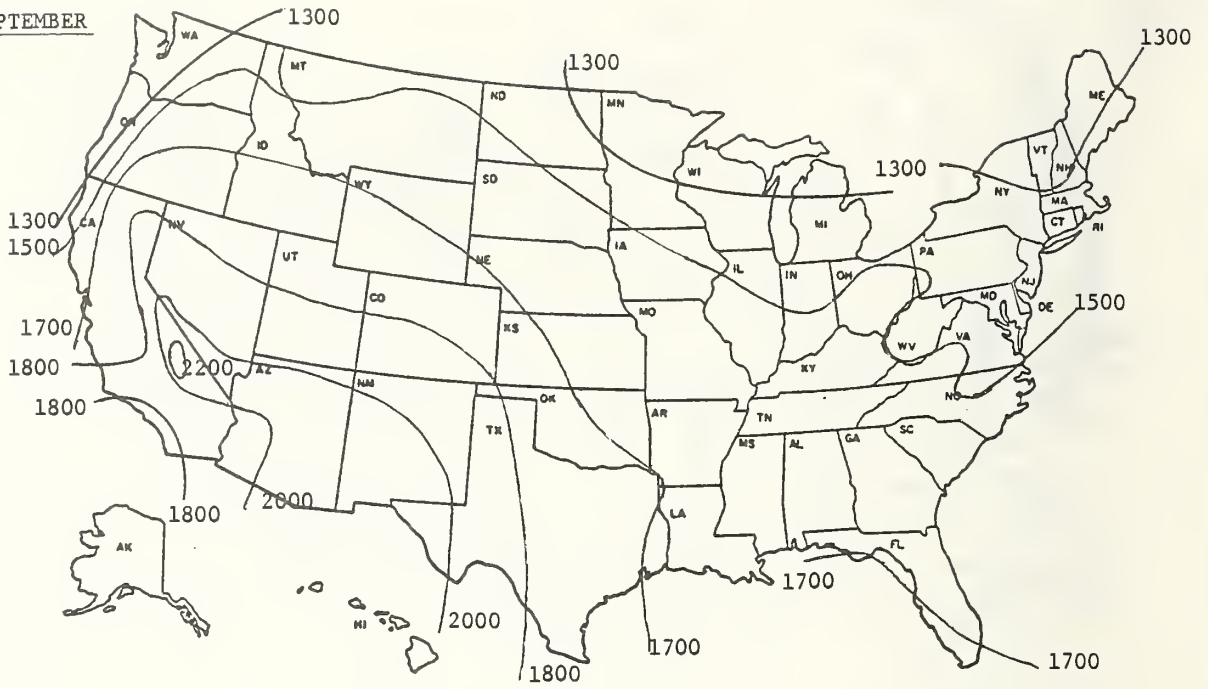 PTEMBER
1300
1300
1300
1300
1300
1500
1700
1800
1800
1800
2000
2200
2000
1800
1700
1700
1700
1500
WA
MT
ND
MN
ME
OR
ID
WY
SD
WI
MI
NY
VT
NH
MA
CT
RI
CA
NV
UT
CO
NE
KS
IA
MO
IL
IN
OH
PA
NJ
MD
DE
WV
VA
KY
TN
NC
SC
AZ
NM
OK
TX
AR
LA
MS
AL
GA
FL
AK
HI